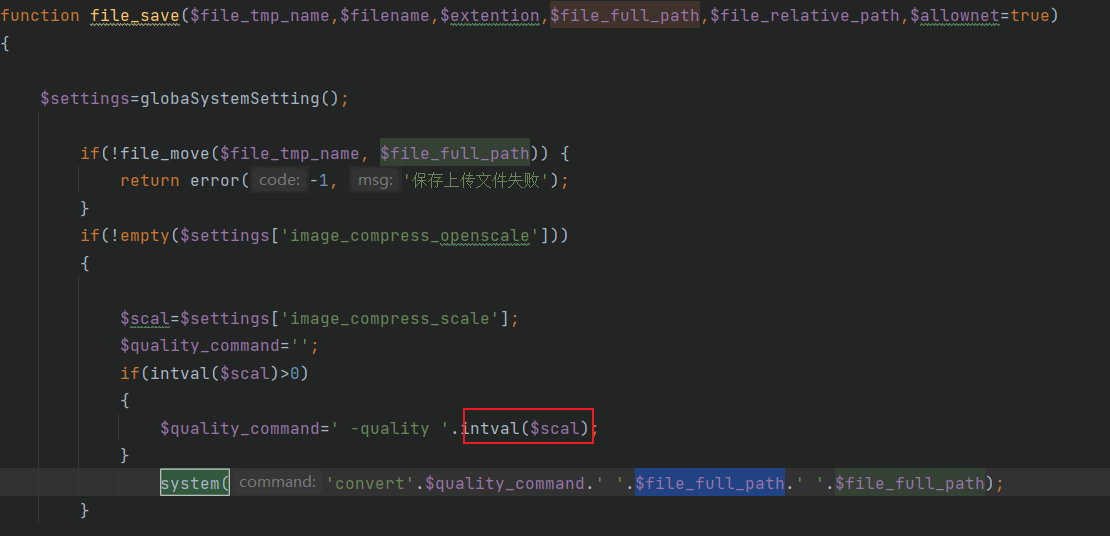 function file_save($file_tmp_name,$filename,$extention,$file_full_path,$file_relative_path,$allownet=true)
{
$settings=globaSystemSetting();
if(!file_move($file_tmp_name, $file_full_path)) {
return error( code: -1, msg: '保存上传文件失败');
}
if(!empty($settings['image_compress_openscale']))
{
$scal=$settings['image_compress_scale'];
$quality_command='';
if(intval($scal)>0)
{
$quality_command=' -quality '.intval($scal);
}
system( command: 'convert'.$quality_command.' '.$file_full_path.' '.$file_full_path);
}